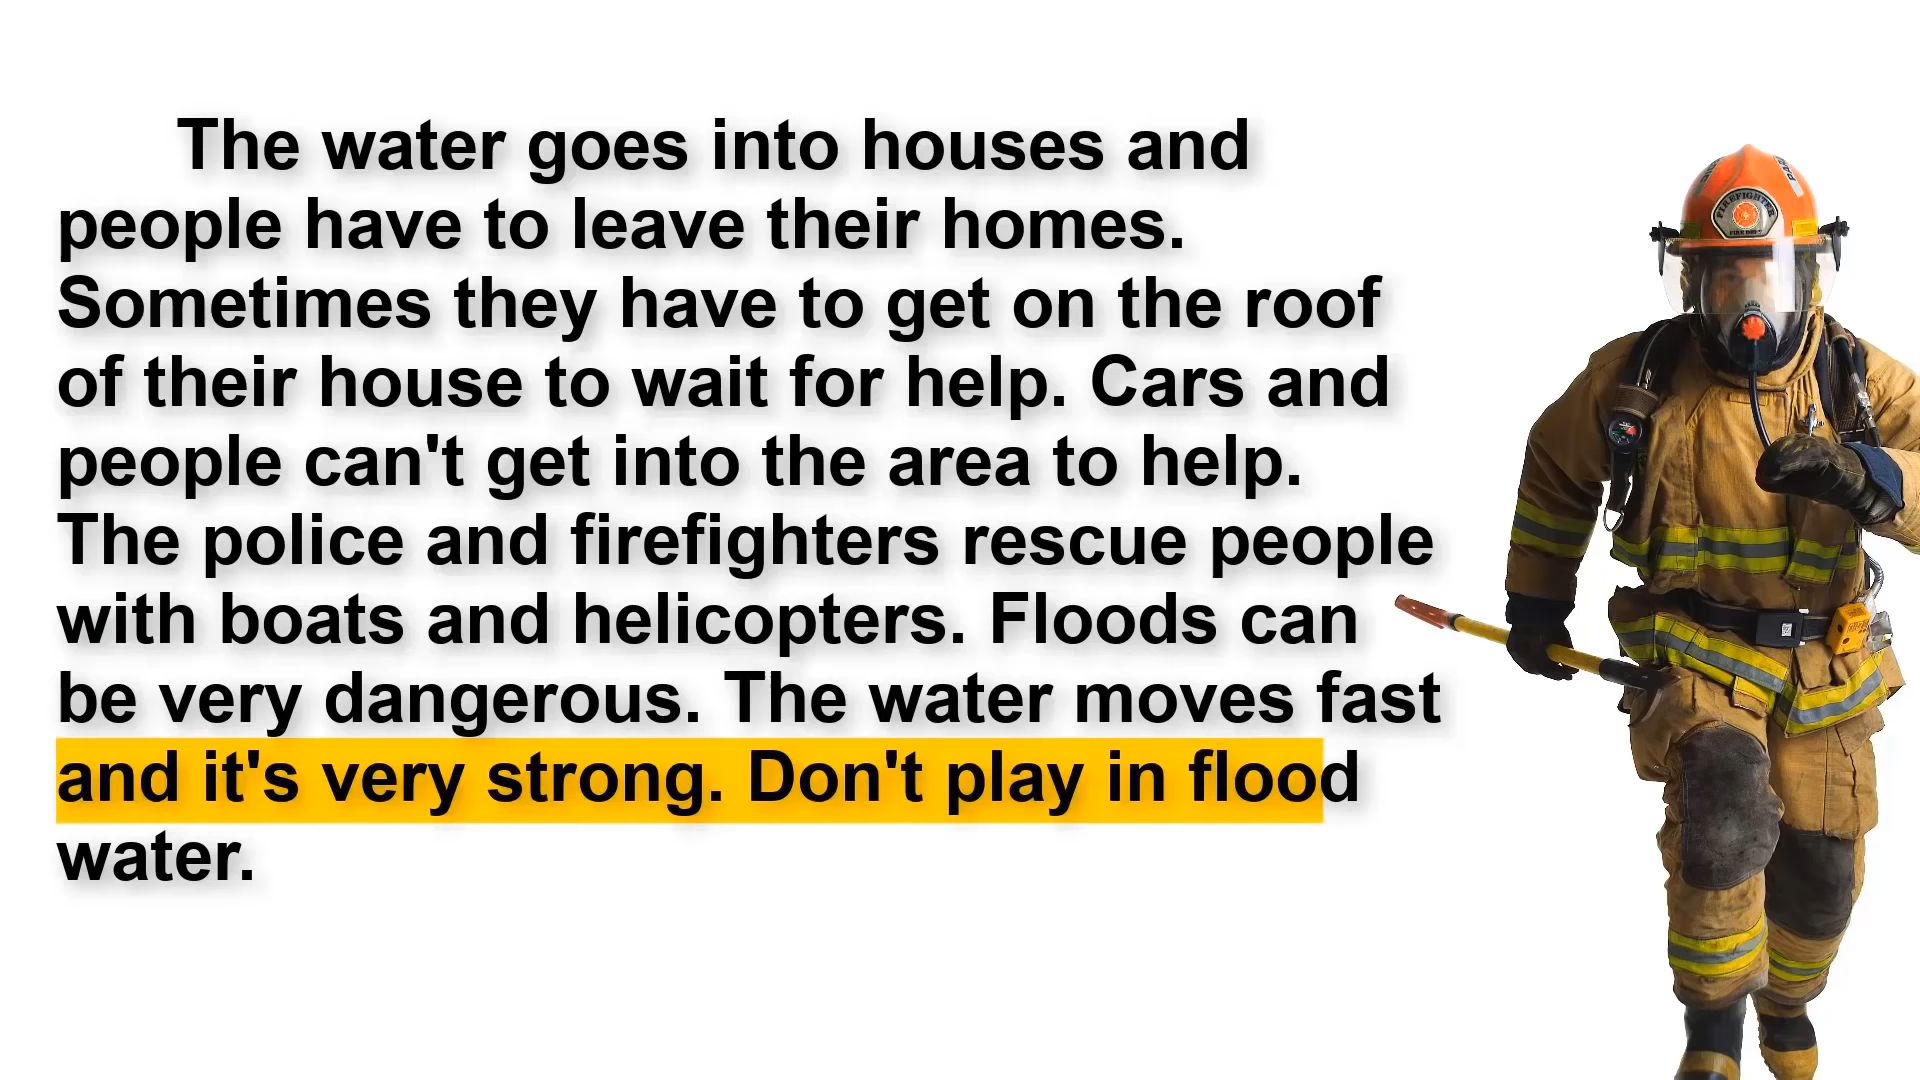 The water goes into houses and
people have to leave their homes.
Sometimes they have to get on the roof
of their house to wait for help. Cars and
people can't get into the area to help.
The police and firefighters rescue people
with boats and helicopters. Floods can
be very dangerous. The water moves fast
and it's very strong. Don't play in flood
water.
FIREFIGHTER